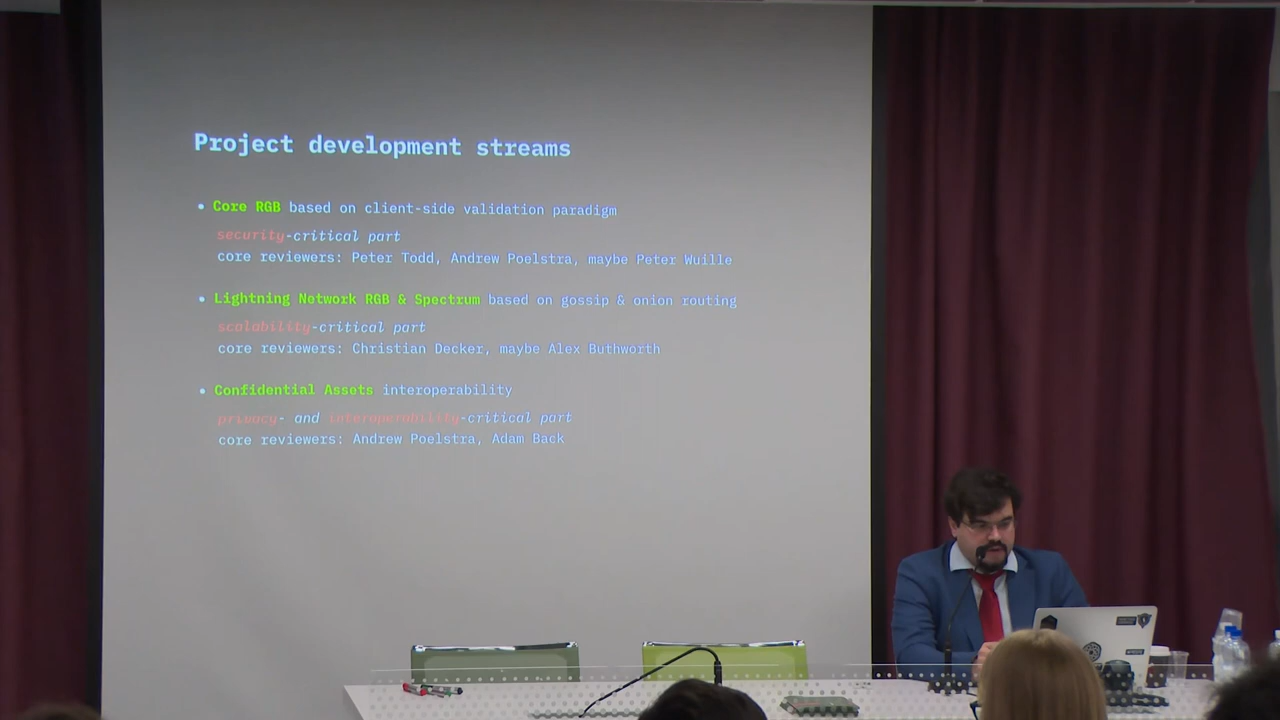 Project development streams
• Core RGB based on client-side validation paradigm
security-critical part
core reviewers: Peter Todd, Andrew Poelstra, maybe Peter Wuille
• Lightning Network RGB & Spectrum based on gossip & onion routing
scalability-critical part
core reviewers: Christian Decker, maybe Alex Buthworth
• Confidential Assets interoperability
privacy- and interoperability-critical part
core reviewers: Andrew Poelstra, Adam Back